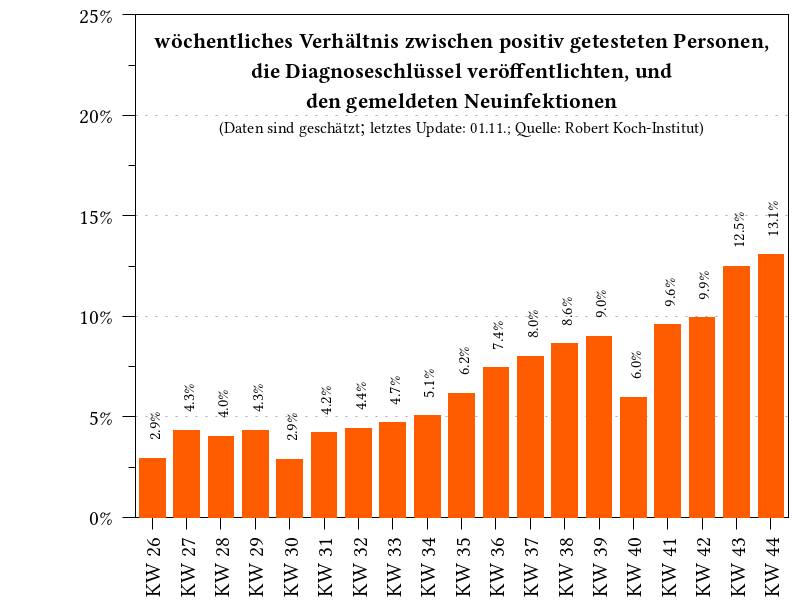 wöchentliches Verhältnis zwischen positiv getesteten Personen,
die Diagnoseschlüssel veröffentlichten, und
den gemeldeten Neuinfektionen
(Daten sind geschätzt; letztes Update: 01.11.; Quelle: Robert Koch-Institut)
25%
20%
15%
10%
5%
0%
2.9%
4.3%
4.0%
4.3%
2.9%
4.2%
4.4%
4.7%
5.1%
6.2%
7.4%
8.0%
8.6%
9.0%
6.0%
9.6%
9.9%
12.5%
13.1%
KW 26
KW 27
KW 28
KW 29
KW 30
KW 31
KW 32
KW 33
KW 34
KW 35
KW 36
KW 37
KW 38
KW 39
KW 40
KW 41
KW 42
KW 43
KW 44